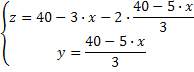 z = 40 − 3 · x − 2 · (40 − 5 · x)/3
y = (40 − 5 · x)/3